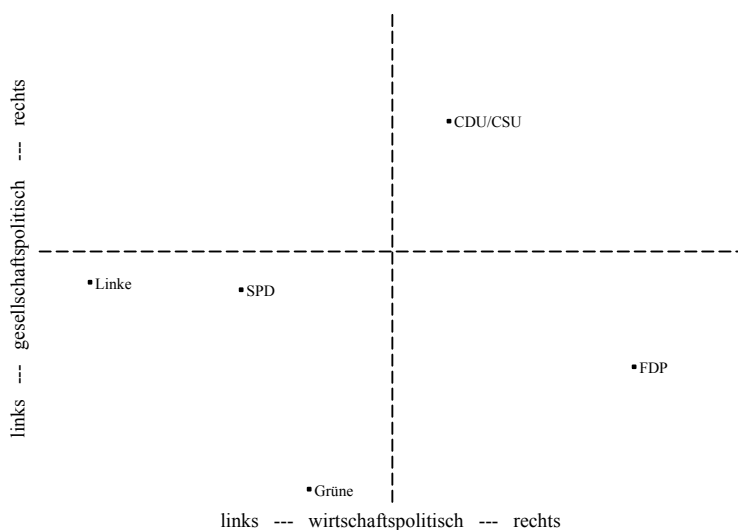 links --- gesellschaftspolitisch --- rechts
CDU/CSU
Linke
SPD
FDP
Grüne
links --- wirtschaftspolitisch --- rechts